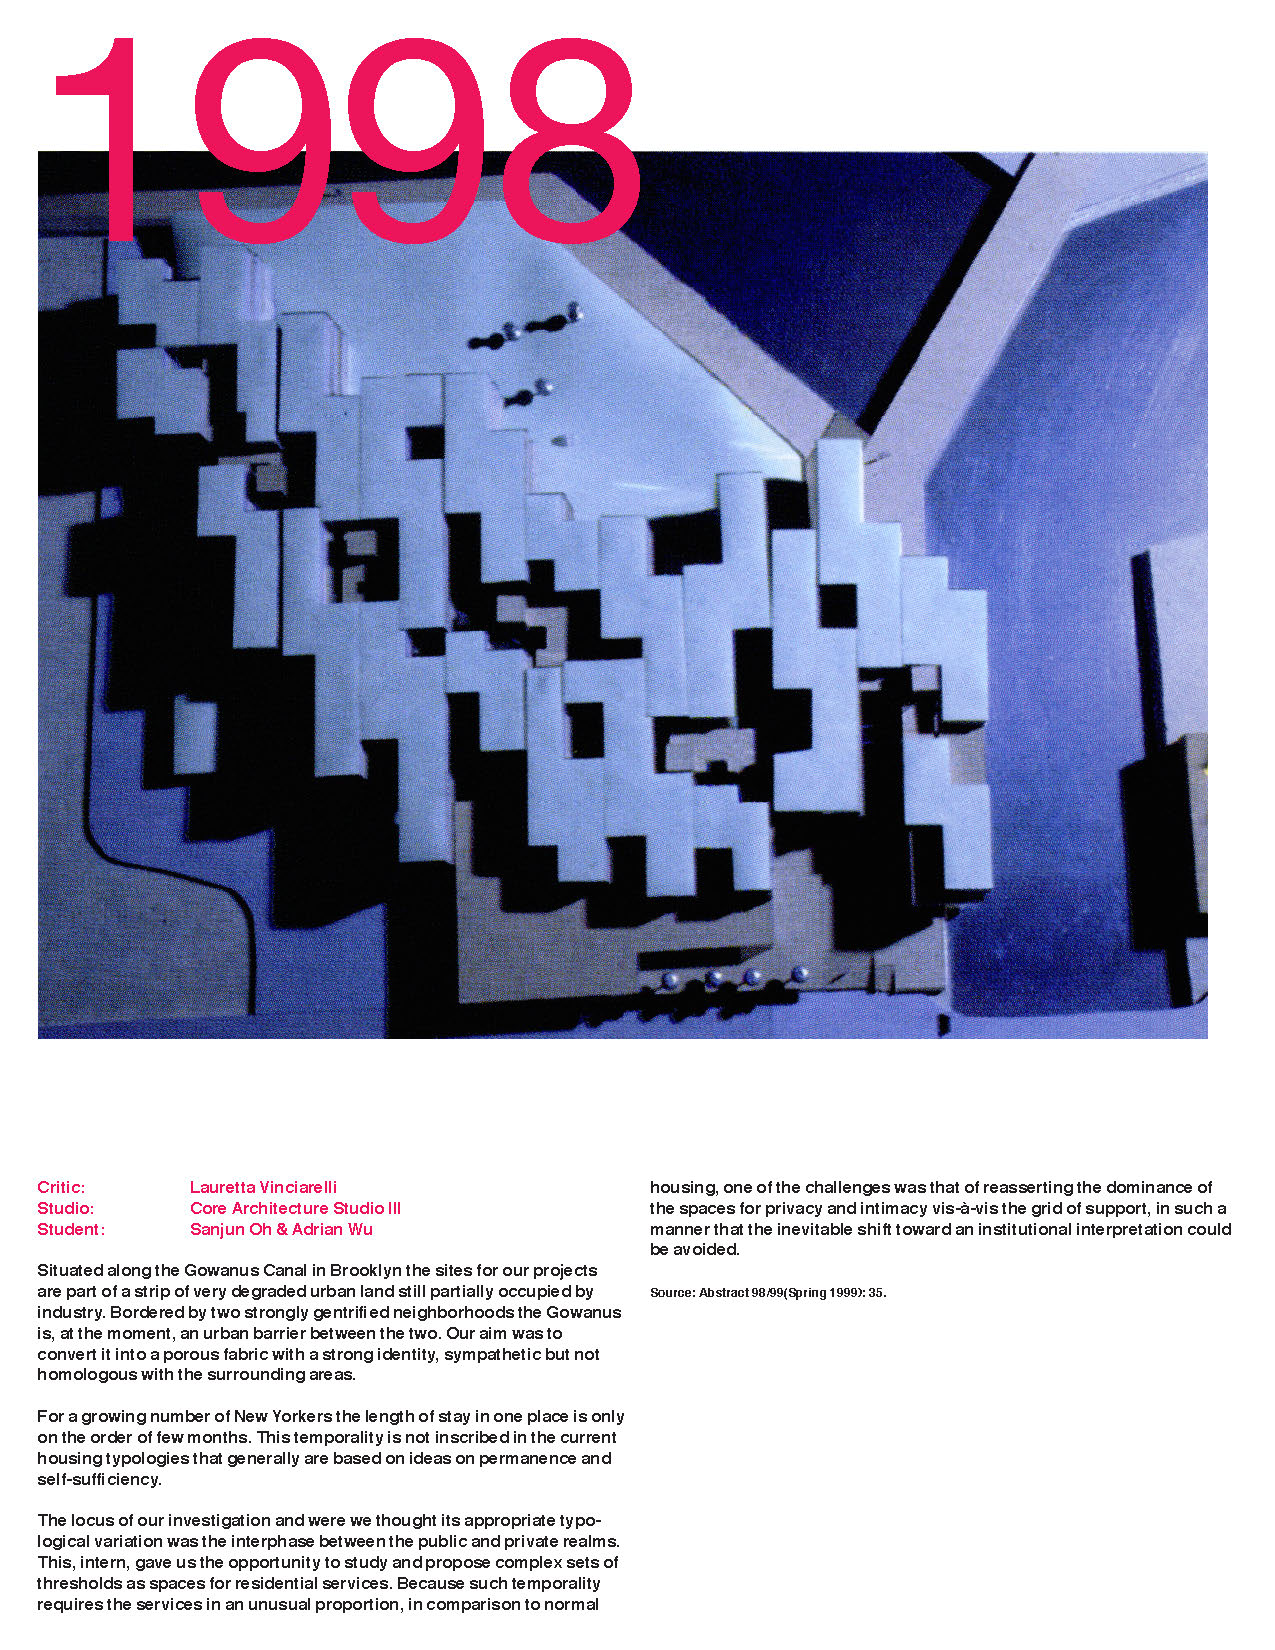 1998
Critic: Lauretta Vinciarelli
Studio: Core Architecture Studio III
Student: Sanjun Oh & Adrian Wu
Situated along the Gowanus Canal in Brooklyn the sites for our projects
are part of a strip of very degraded urban land still partially occupied by
industry. Bordered by two strongly gentrified neighborhoods the Gowanus
is, at the moment, an urban barrier between the two. Our aim was to
convert it into a porous fabric with a strong identity, sympathetic but not
homologous with the surrounding areas.
For a growing number of New Yorkers the length of stay in one place is only
on the order of few months. This temporality is not inscribed in the current
housing typologies that generally are based on ideas on permanence and
self-sufficiency.
The locus of our investigation and were we thought its appropriate typo-
logical variation was the interphase between the public and private realms.
This, intern, gave us the opportunity to study and propose complex sets of
thresholds as spaces for residential services. Because such temporality
requires the services in an unusual proportion, in comparison to normal
housing, one of the challenges was that of reasserting the dominance of
the spaces for privacy and intimacy vis-à-vis the grid of support, in such a
manner that the inevitable shift toward an institutional interpretation could
be avoided.
Source: Abstract 98/99(Spring 1999): 35.